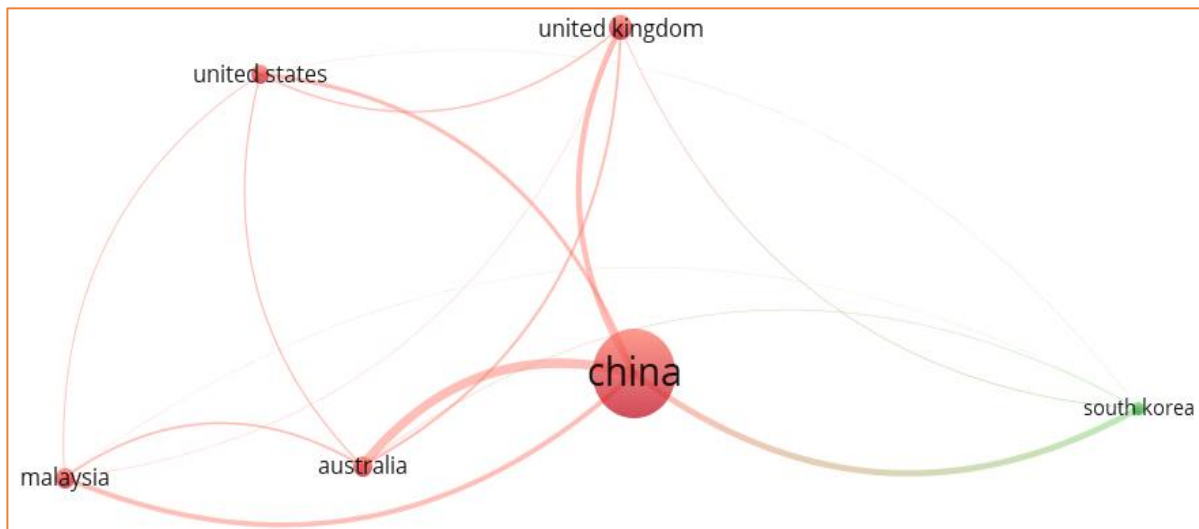 united kingdom
united states
china
south korea
australia
malaysia